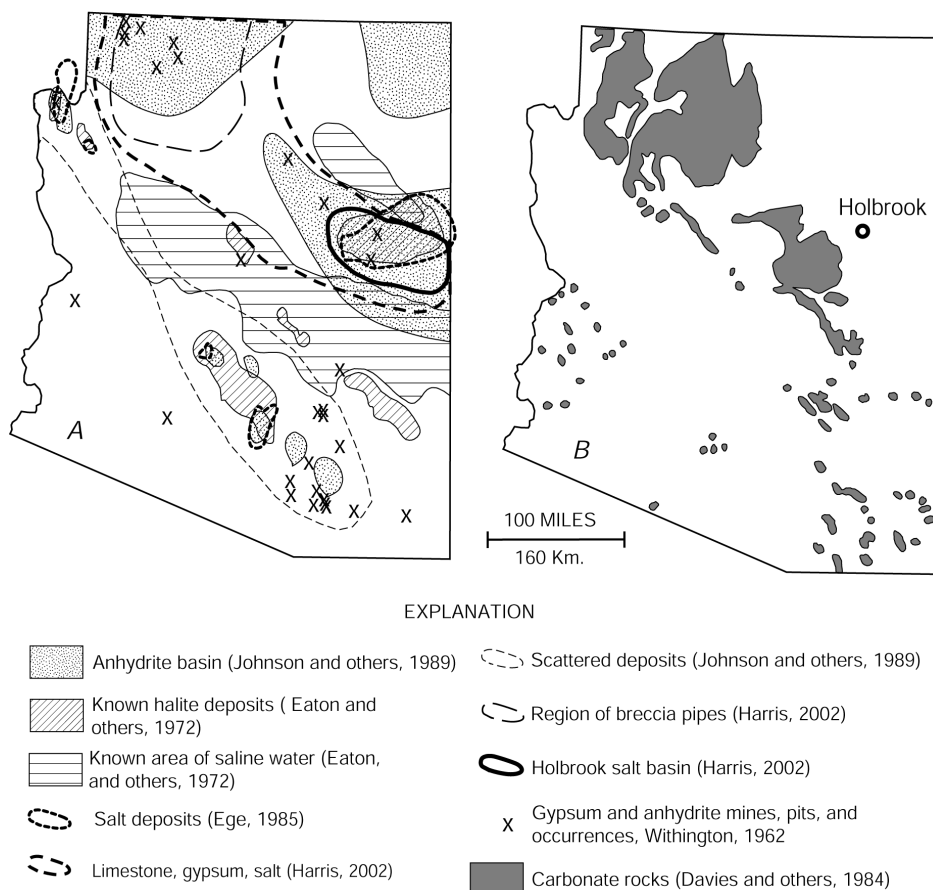 A
B
Holbrook
100 MILES
160 Km.
EXPLANATION
Anhydrite basin (Johnson and others, 1989)
Known halite deposits ( Eaton and
others, 1972)
Known area of saline water (Eaton,
and others, 1972)
Salt deposits (Ege, 1985)
Limestone, gypsum, salt (Harris, 2002)
Scattered deposits (Johnson and others, 1989)
Region of breccia pipes (Harris, 2002)
Holbrook salt basin (Harris, 2002)
X Gypsum and anhydrite mines, pits, and
occurrences, Withington, 1962
Carbonate rocks (Davies and others, 1984)